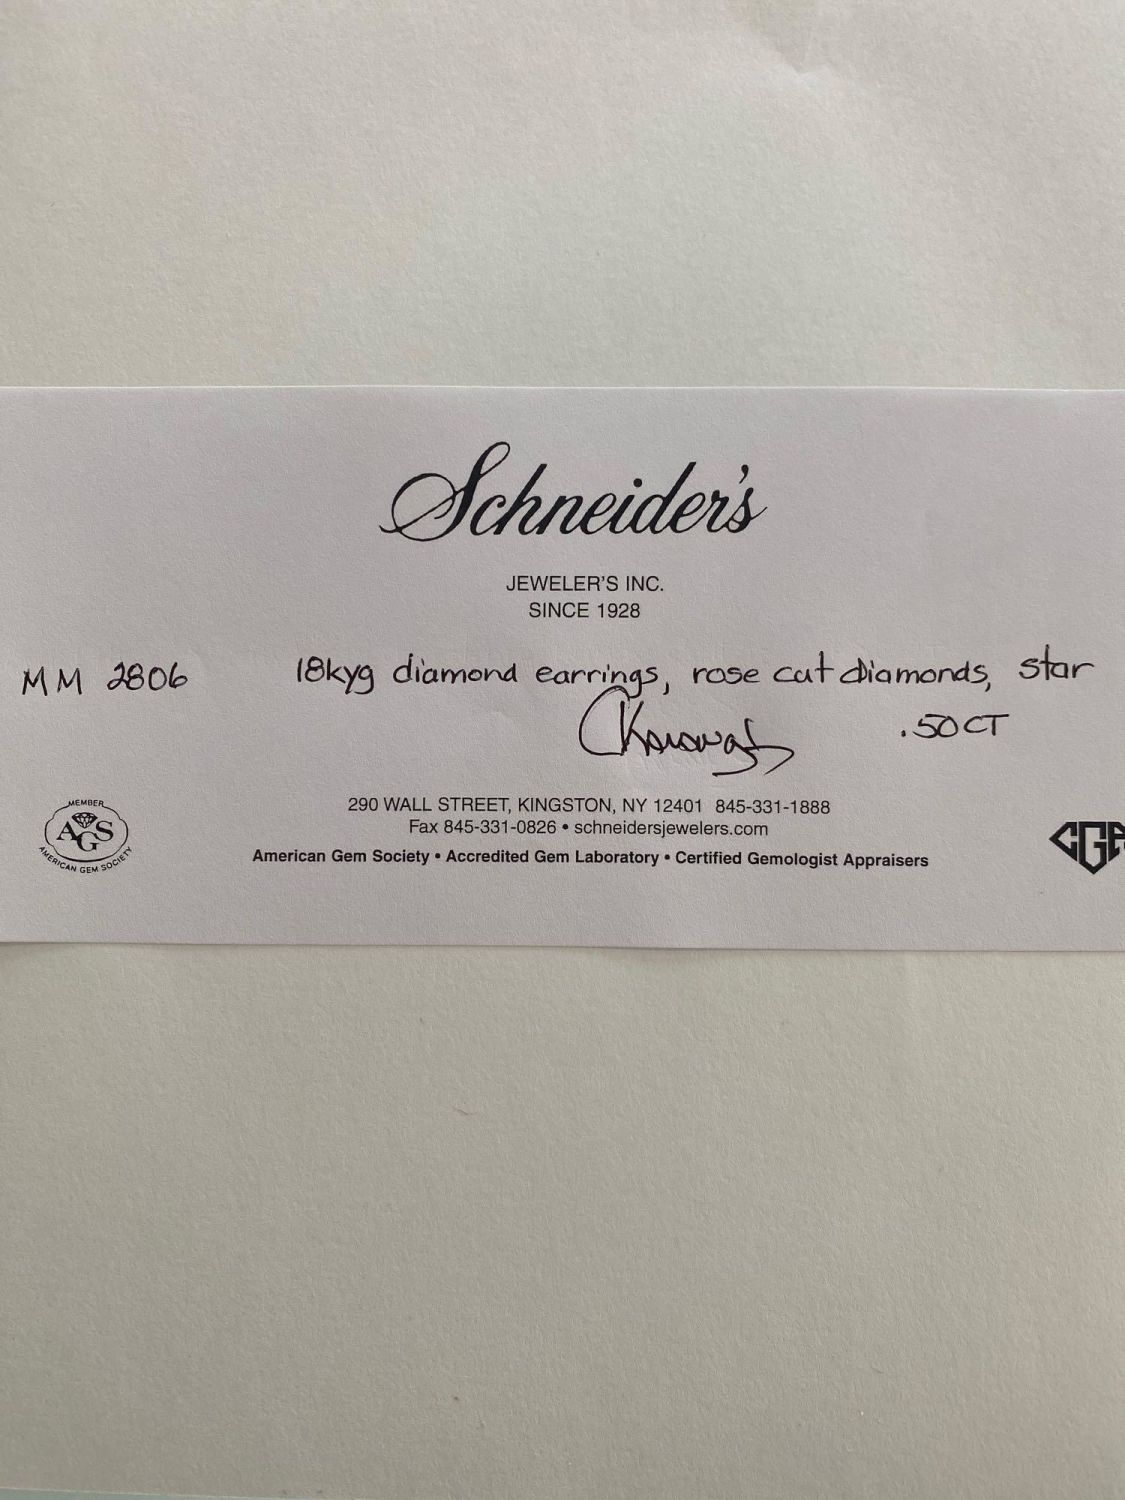 Schneider's
JEWELER'S INC.
SINCE 1928
MM 2806 18kyg diamond earrings, rose cut diamonds, star
.50CT
MEMBER
AGS
AMERICAN GEM SOCIETY
290 WALL STREET, KINGSTON, NY 12401 845-331-1888
Fax 845-331-0826 • schneidersjewelers.com
American Gem Society • Accredited Gem Laboratory • Certified Gemologist Appraisers
CGA